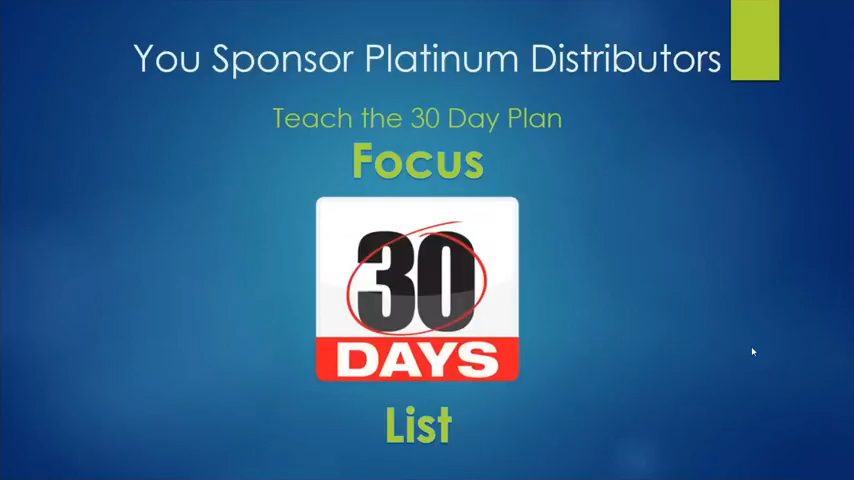 You Sponsor Platinum Distributors
Teach the 30 Day Plan
Focus
30
DAYS
List